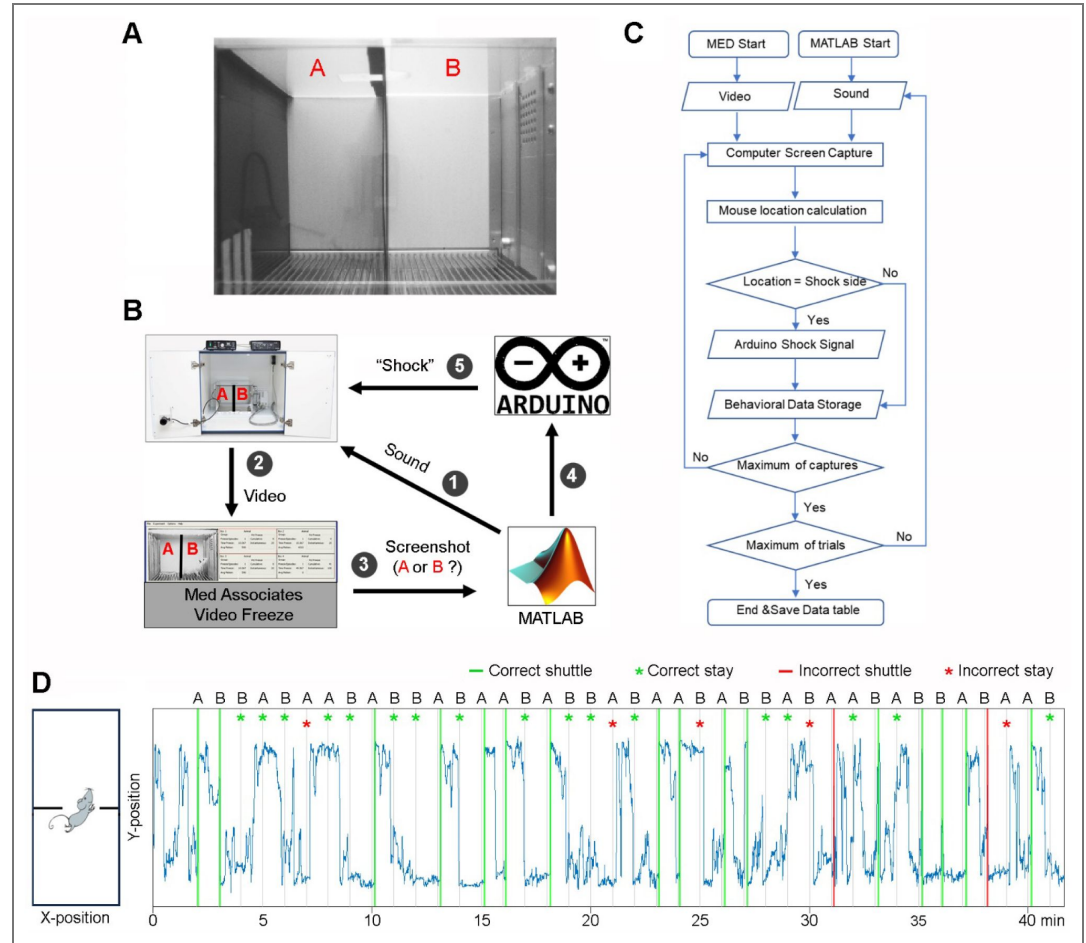 A
A B
B
A B
"Shock" 5
− + TM
ARDUINO
2
Video
Sound 1
4
A B
Med Associates
Video Freeze
3 Screenshot
(A or B ?)
MATLAB
C
MED Start MATLAB Start
Video Sound
Computer Screen Capture
Mouse location calculation
Location = Shock side
No
Yes
Arduino Shock Signal
Behavioral Data Storage
No
Maximum of captures
Yes
Maximum of trials
No
Yes
End &Save Data table
D
Correct shuttle * Correct stay Incorrect shuttle * Incorrect stay
A B B A B A A B A B B A B A A B A B B A B A A B A B B A B A A B A B B A B A A B
Y-position
X-position
0 5 10 15 20 25 30 35 40 min